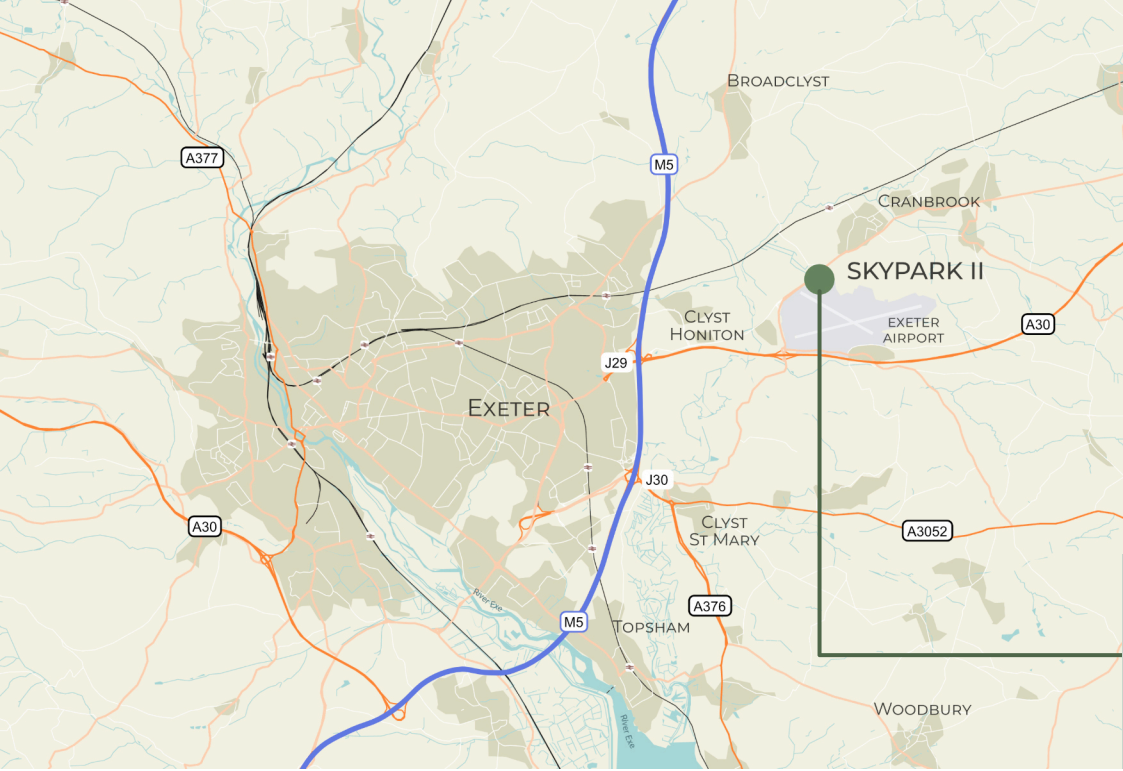 BROADCLYST
A377
M5
CRANBROOK
SKYPARK II
CLYST
HONITON
EXETER
AIRPORT
A30
J29
EXETER
J30
A30
CLYST
ST MARY
A3052
River Exe
A376
M5
TOPSHAM
WOODBURY
River Exe